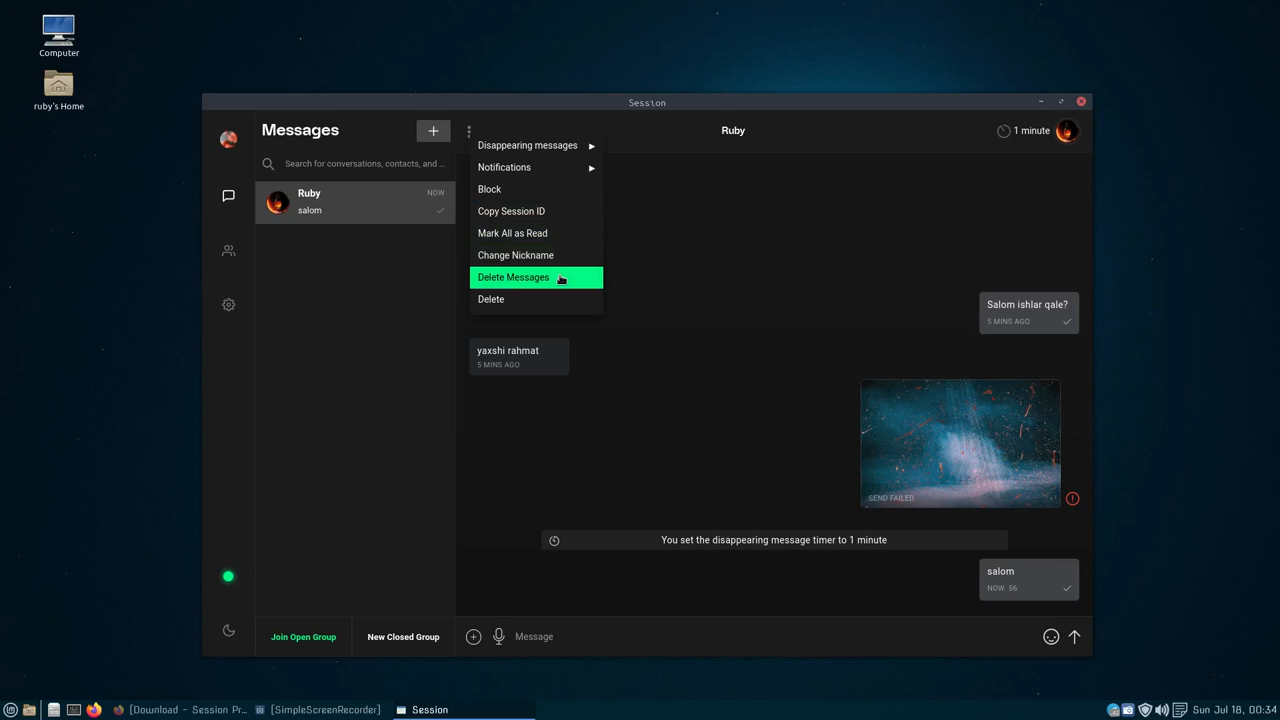 Computer
ruby's Home
Session
Messages
Search for conversations, contacts, and ...
Ruby
NOW
salom
Join Open Group
New Closed Group
Ruby
1 minute
Disappearing messages
Notifications
Block
Copy Session ID
Mark All as Read
Change Nickname
Delete Messages
Delete
Salom ishlar qale?
5 MINS AGO
yaxshi rahmat
5 MINS AGO
SEND FAILED
You set the disappearing message timer to 1 minute
salom
NOW 56
Message
[Download - Session Pr...
[SimpleScreenRecorder]
Session
Sun Jul 18, 00:34